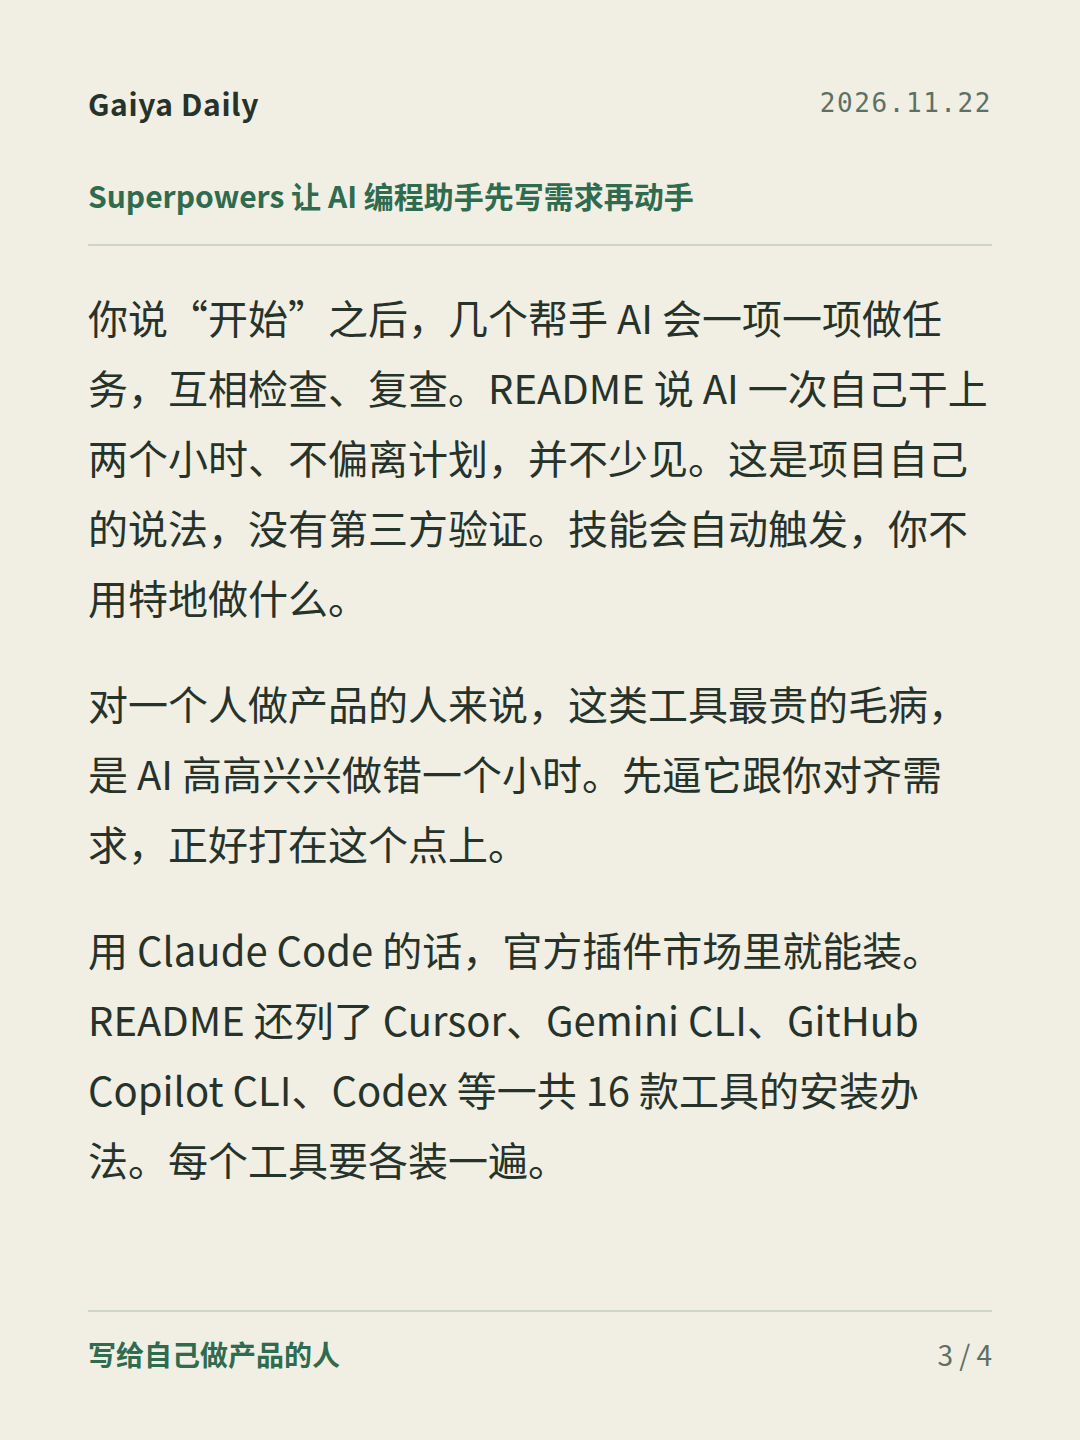 Gaiya Daily
2026.11.22
Superpowers 让 AI 编程助手先写需求再动手
你说“开始”之后，几个帮手 AI 会一项一项做任
务，互相检查、复查。README 说 AI 一次自己干上
两个小时、不偏离计划，并不少见。这是项目自己
的说法，没有第三方验证。技能会自动触发，你不
用特地做什么。
对一个人做产品的人来说，这类工具最贵的毛病，
是 AI 高高兴兴做错一个小时。先逼它跟你对齐需
求，正好打在这个点上。
用 Claude Code 的话，官方插件市场里就能装。
README 还列了 Cursor、Gemini CLI、GitHub
Copilot CLI、Codex 等一共 16 款工具的安装办
法。每个工具要各装一遍。
写给自己做产品的人
3 / 4